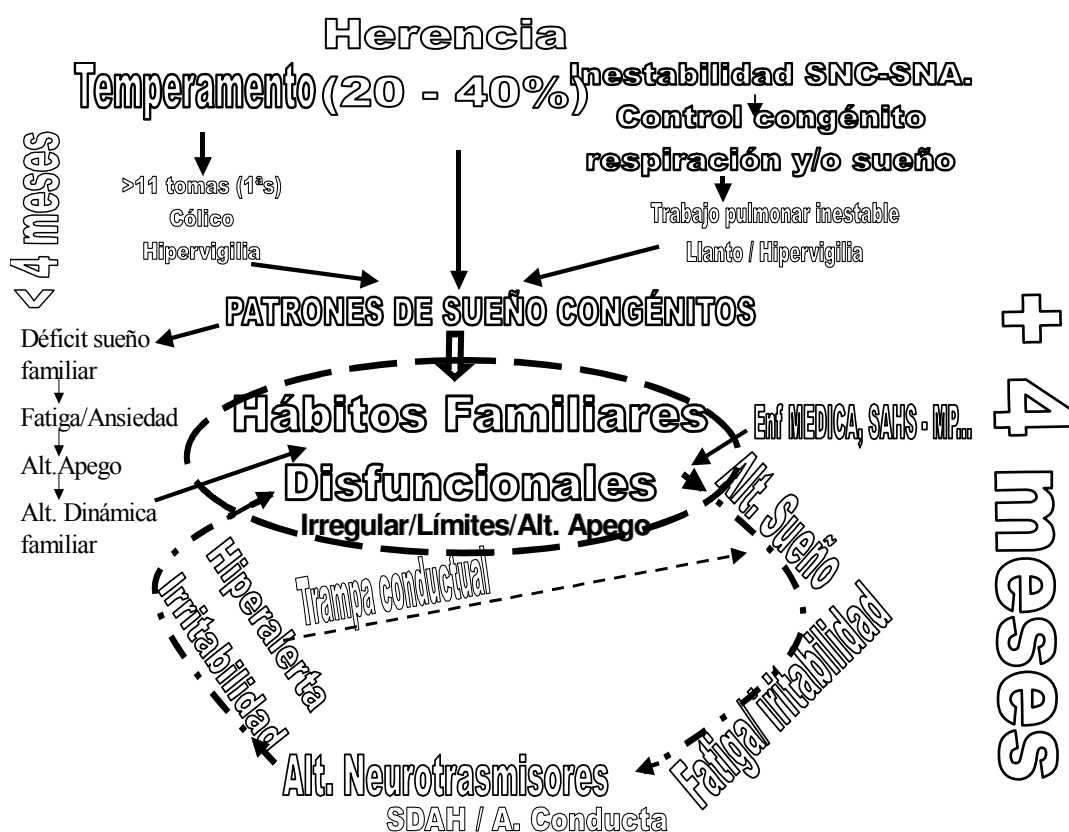 Herencia
Temperamento (20 - 40%)
Inestabilidad SNC-SNA.
Control congénito
respiración y/o sueño
< 4 meses
>11 tomas (1ªs)
Cólico
Hipervigilia
Trabajo pulmonar inestable
Llanto / Hipervigilia
PATRONES DE SUEÑO CONGÉNITOS
Déficit sueño
familiar
Fatiga/Ansiedad
Alt.Apego
Alt. Dinámica
familiar
Hábitos Familiares
Disfuncionales
Irregular/Límites/Alt. Apego
Enf MEDICA, SAHS - MP...
+ 4 meses
Alt. Sueño
Fatiga/ Irritabilidad
Trampa conductual
Hiperalerta
Irritabilidad
Alt. Neurotrasmisores
SDAH / A. Conducta